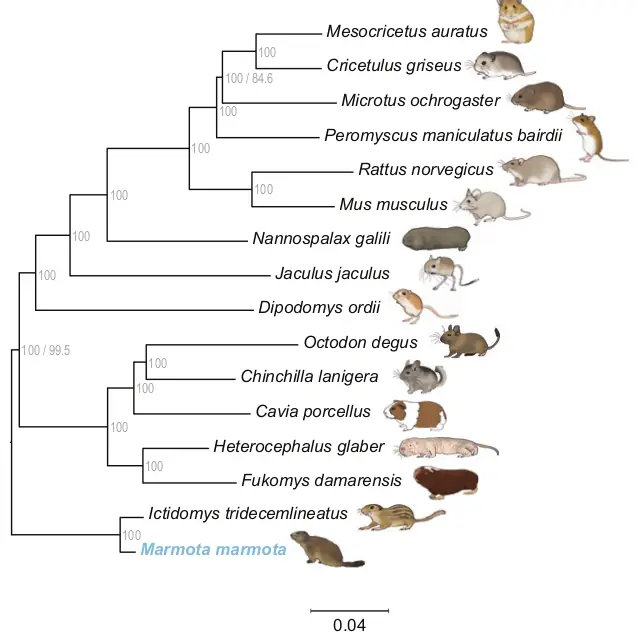 Mesocricetus auratus
100
Cricetulus griseus
100 / 84.6
Microtus ochrogaster
100
Peromyscus maniculatus bairdii
100
Rattus norvegicus
100
Mus musculus
100
Nannospalax galili
100
Jaculus jaculus
100
Dipodomys ordii
Octodon degus
100 / 99.5
100
Chinchilla lanigera
100
Cavia porcellus
100
Heterocephalus glaber
100
Fukomys damarensis
Ictidomys tridecemlineatus
100
Marmota marmota
0.04